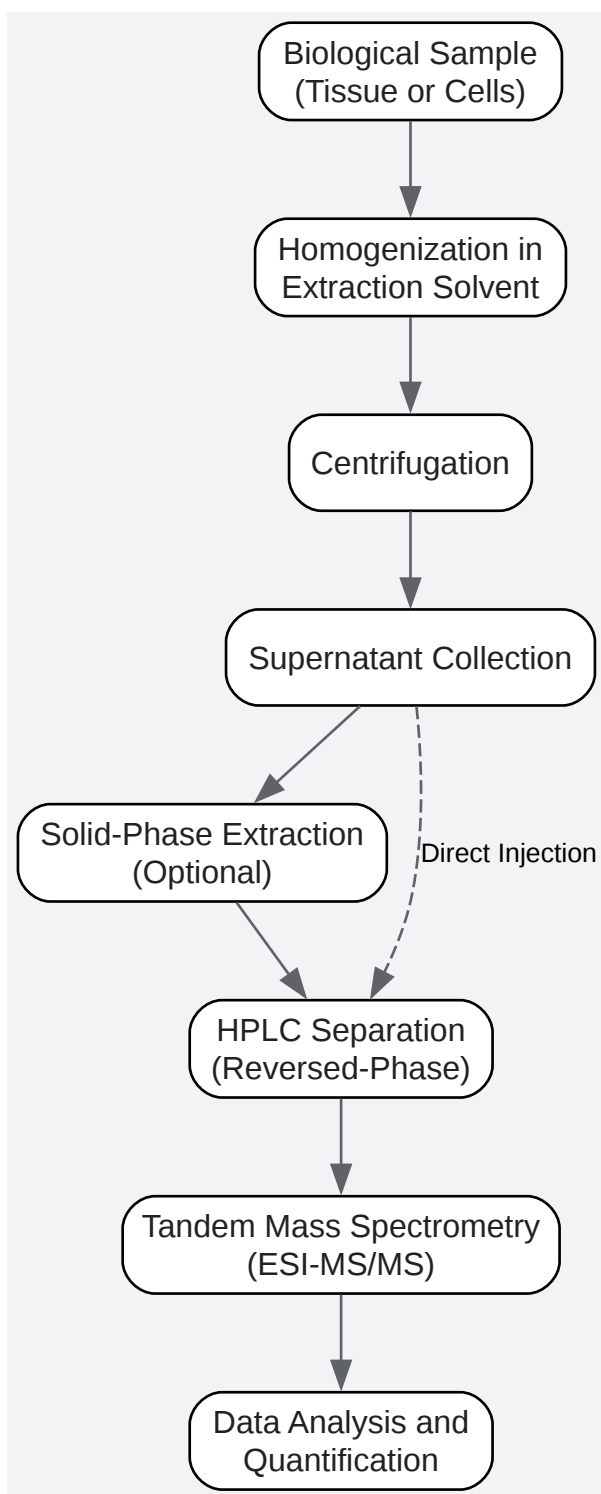 Biological Sample
(Tissue or Cells)
Homogenization in
Extraction Solvent
Centrifugation
Supernatant Collection
Solid-Phase Extraction
(Optional)
Direct Injection
HPLC Separation
(Reversed-Phase)
Tandem Mass Spectrometry
(ESI-MS/MS)
Data Analysis and
Quantification